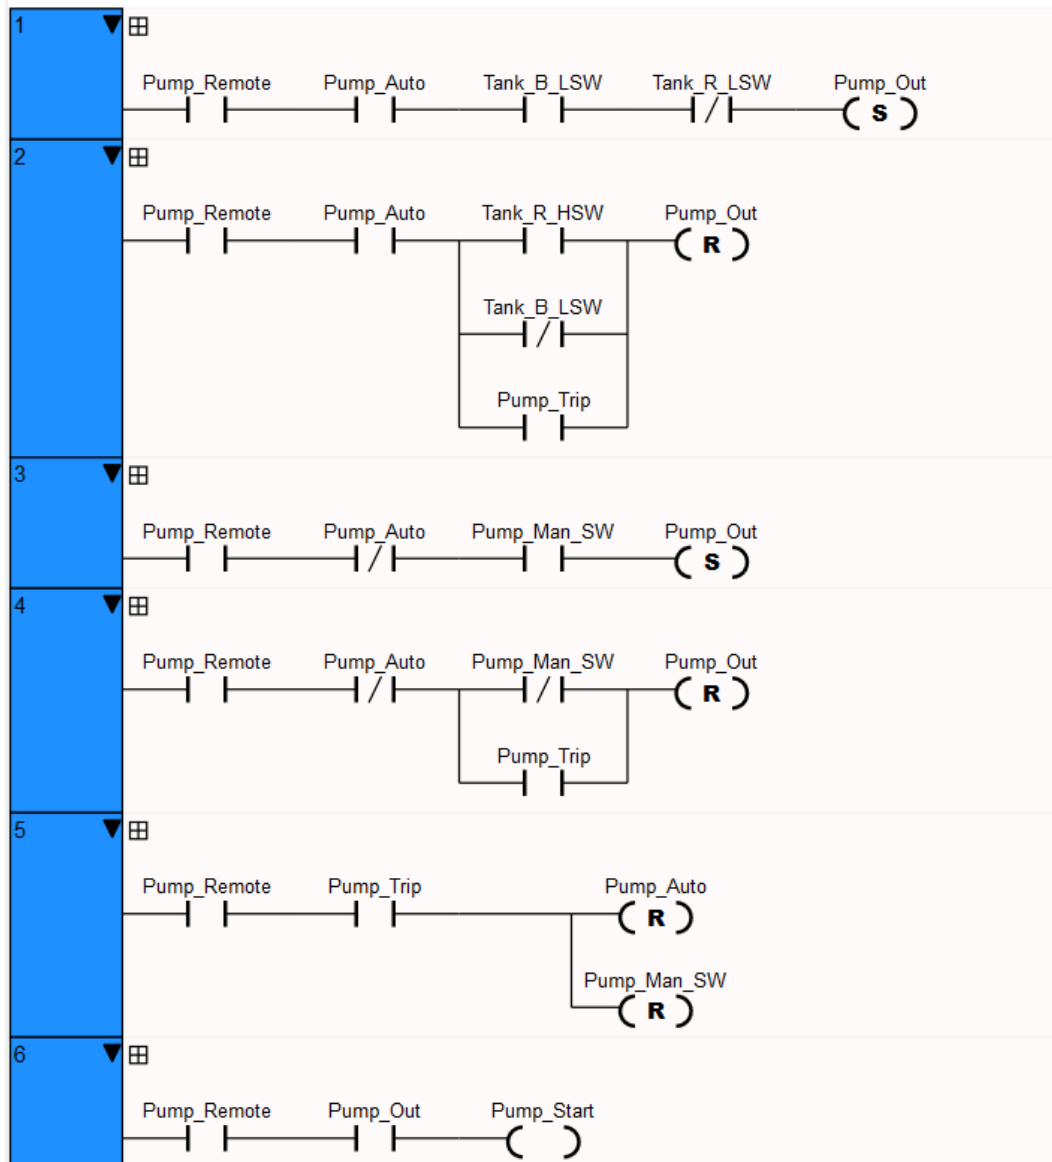 1
Pump_Remote Pump_Auto Tank_B_LSW Tank_R_LSW Pump_Out
S
2
Pump_Remote Pump_Auto Tank_R_HSW Pump_Out
R
Tank_B_LSW
Pump_Trip
3
Pump_Remote Pump_Auto Pump_Man_SW Pump_Out
S
4
Pump_Remote Pump_Auto Pump_Man_SW Pump_Out
R
Pump_Trip
5
Pump_Remote Pump_Trip Pump_Auto
R
Pump_Man_SW
R
6
Pump_Remote Pump_Out Pump_Start